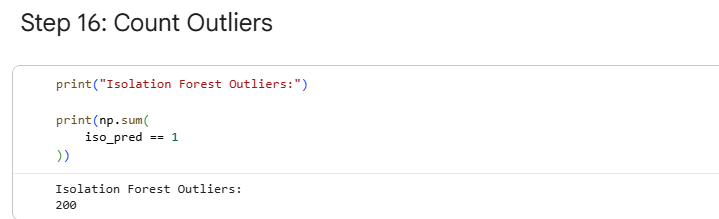 Step 16: Count Outliers
print("Isolation Forest Outliers:")
print(np.sum(
    iso_pred == 1
))
Isolation Forest Outliers:
200